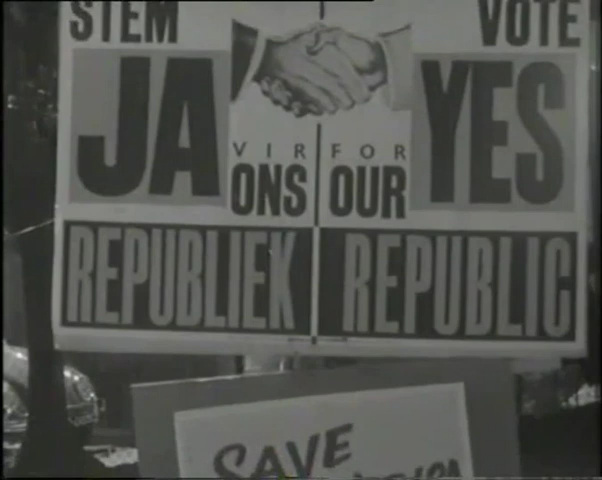 STEM VOTE
JA YES
VIR FOR
ONS OUR
REPUBLIEK REPUBLIC
SAVE